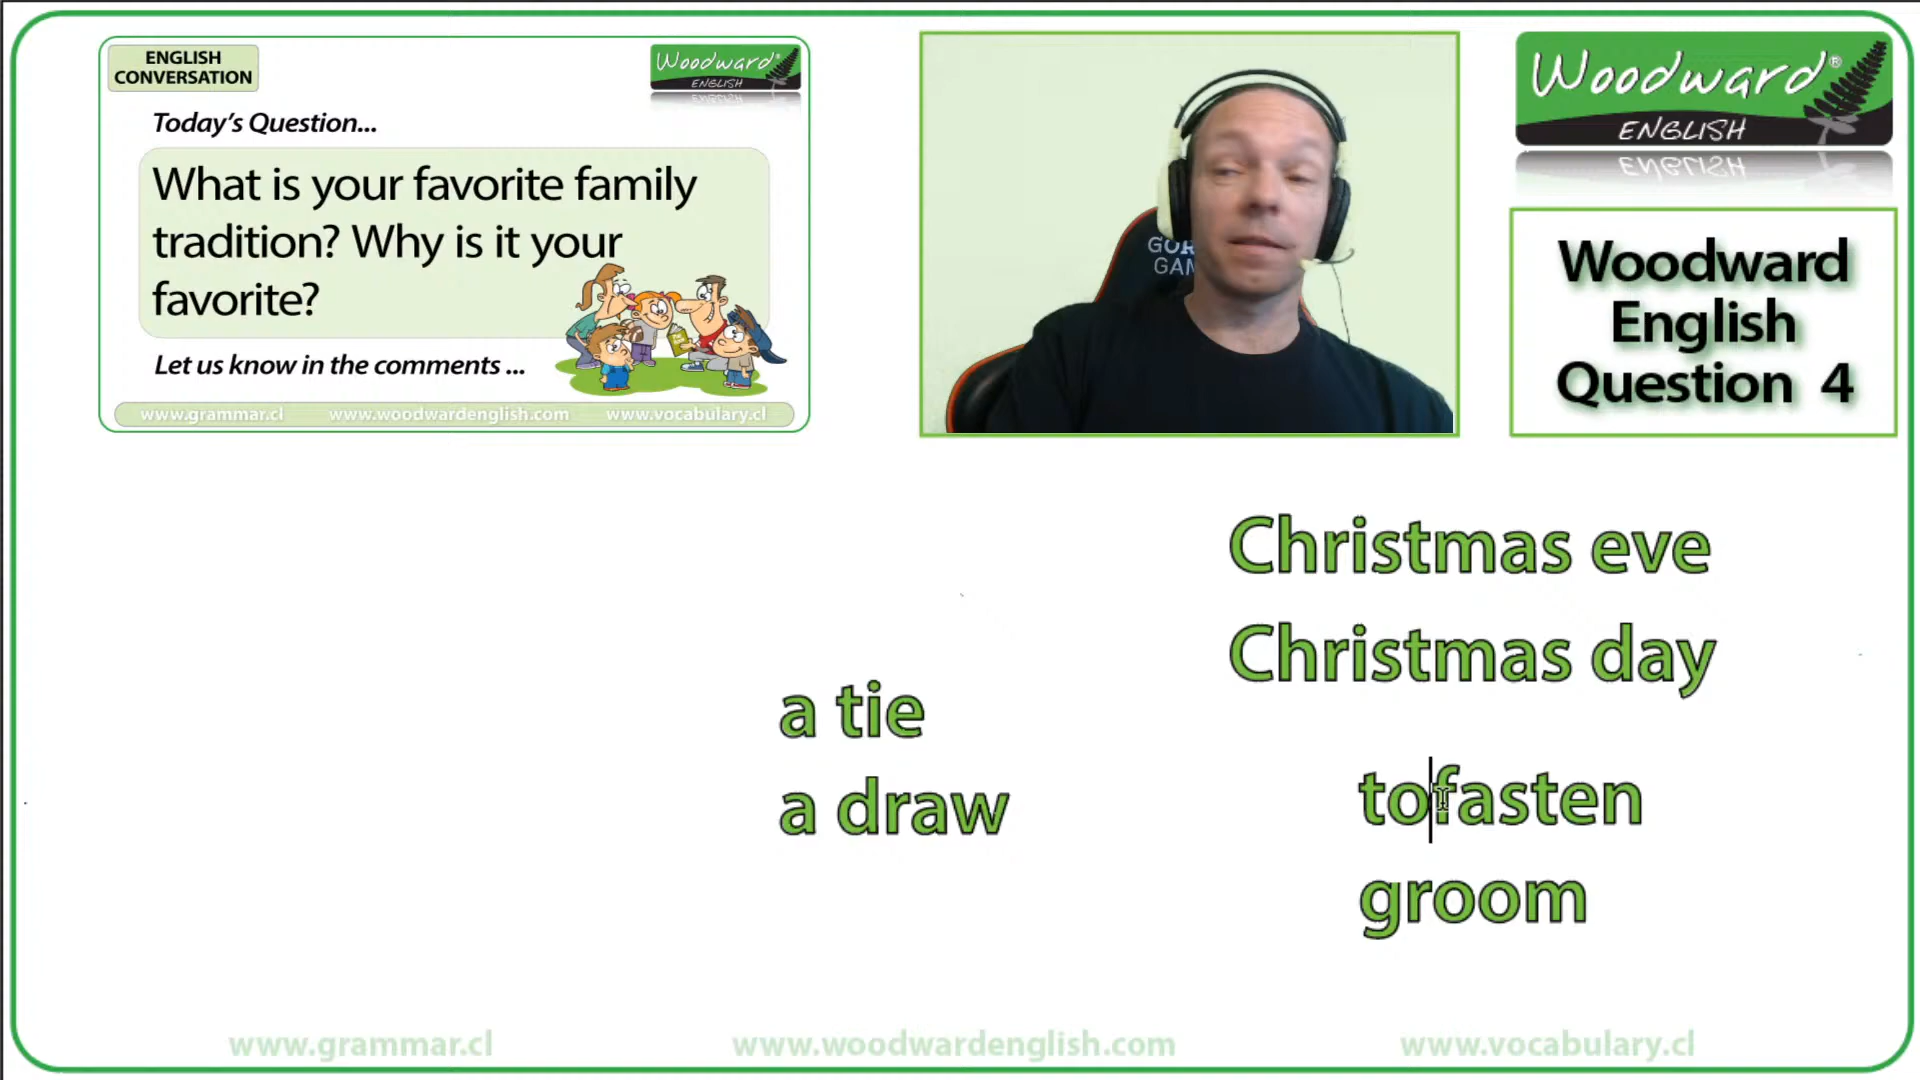 ENGLISH
CONVERSATION
Woodward®
ENGLISH
Today's Question...
What is your favorite family
tradition? Why is it your
favorite?
Let us know in the comments ...
www.grammar.cl www.woodwardenglish.com www.vocabulary.cl
Woodward®
ENGLISH
Woodward
English
Question 4
Christmas eve
Christmas day
a tie
a draw
tofasten
groom
www.grammar.cl www.woodwardenglish.com www.vocabulary.cl